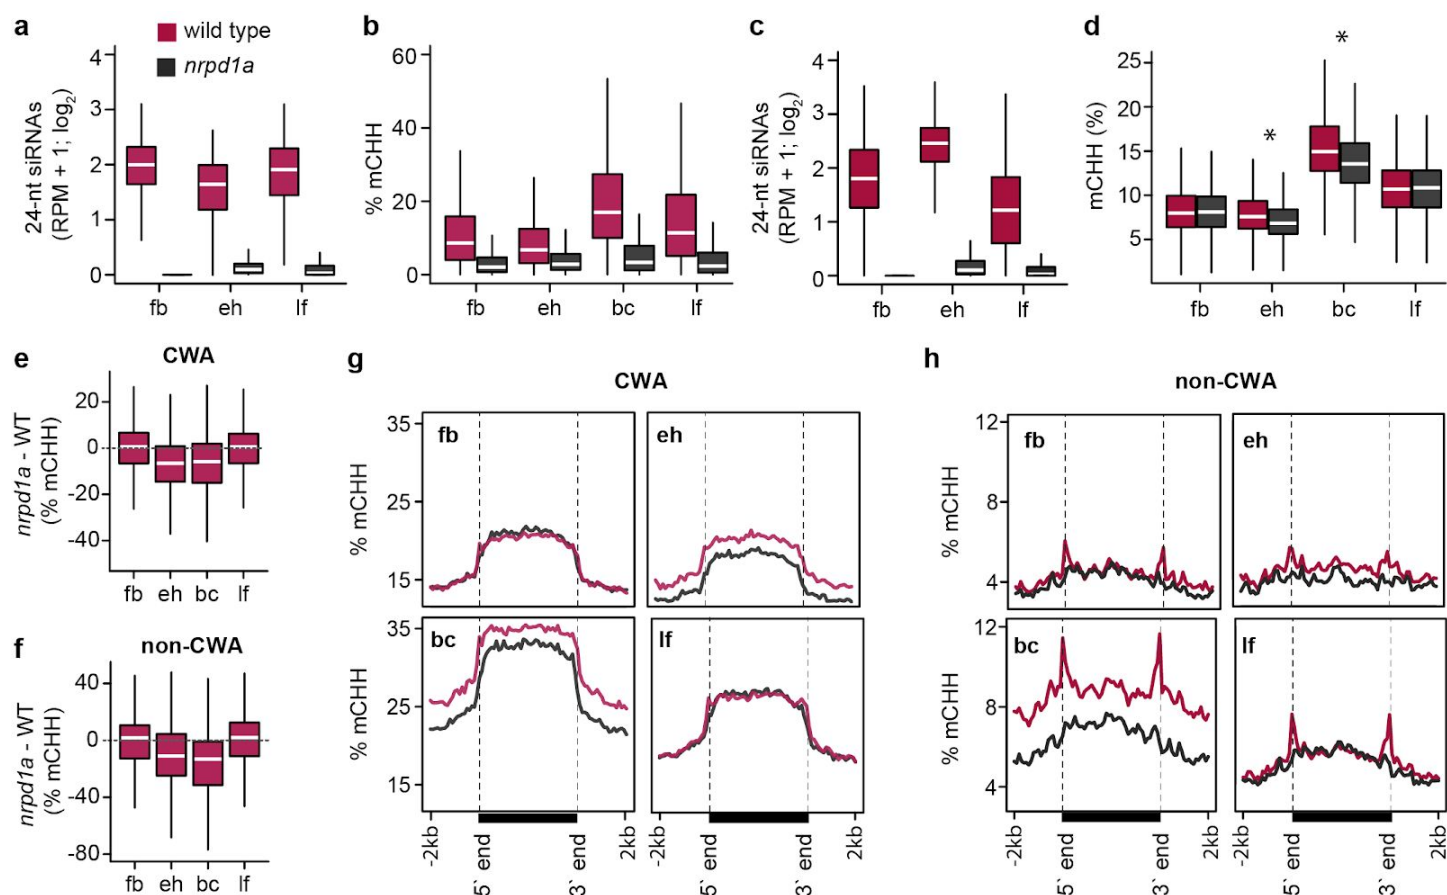 a
wild type
nrpd1a
24-nt siRNAs
(RPM + 1; log2)
4
3
2
1
0
fb
eh
lf
b
% mCHH
60
40
20
0
fb
eh
bc
lf
c
24-nt siRNAs
(RPM + 1; log2)
4
3
2
1
0
fb
eh
lf
d
mCHH (%)
25
20
15
10
5
*
*
fb
eh
bc
lf
e
CWA
nrpd1a - WT
(% mCHH)
20
0
-20
-40
fb
eh
bc
lf
f
non-CWA
nrpd1a - WT
(% mCHH)
40
0
-40
-80
fb
eh
bc
lf
g
CWA
% mCHH
35
25
15
fb
eh
% mCHH
35
25
15
bc
lf
-2kb
5` end
3` end
2kb
-2kb
5` end
3` end
2kb
h
non-CWA
% mCHH
12
8
4
fb
eh
% mCHH
12
8
4
bc
lf
-2kb
5` end
3` end
2kb
-2kb
5` end
3` end
2kb